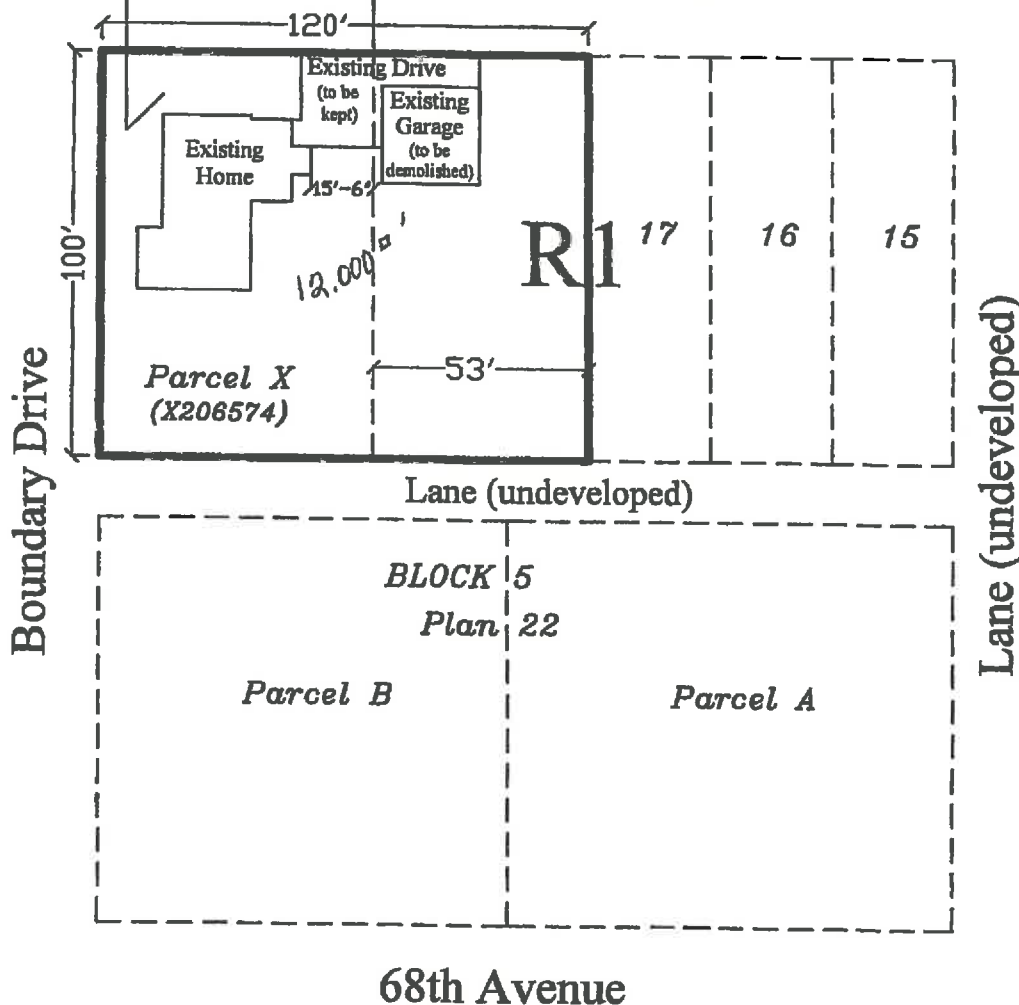 120'
Existing Drive
(to be
kept)
Existing
Garage
(to be
demolished)
Existing
Home
15'-6"
100'
12,000 □'
R1
17
16
15
53'
Parcel X
(X206574)
Boundary Drive
Lane (undeveloped)
Lane (undeveloped)
BLOCK 5
Plan 22
Parcel B
Parcel A
68th Avenue